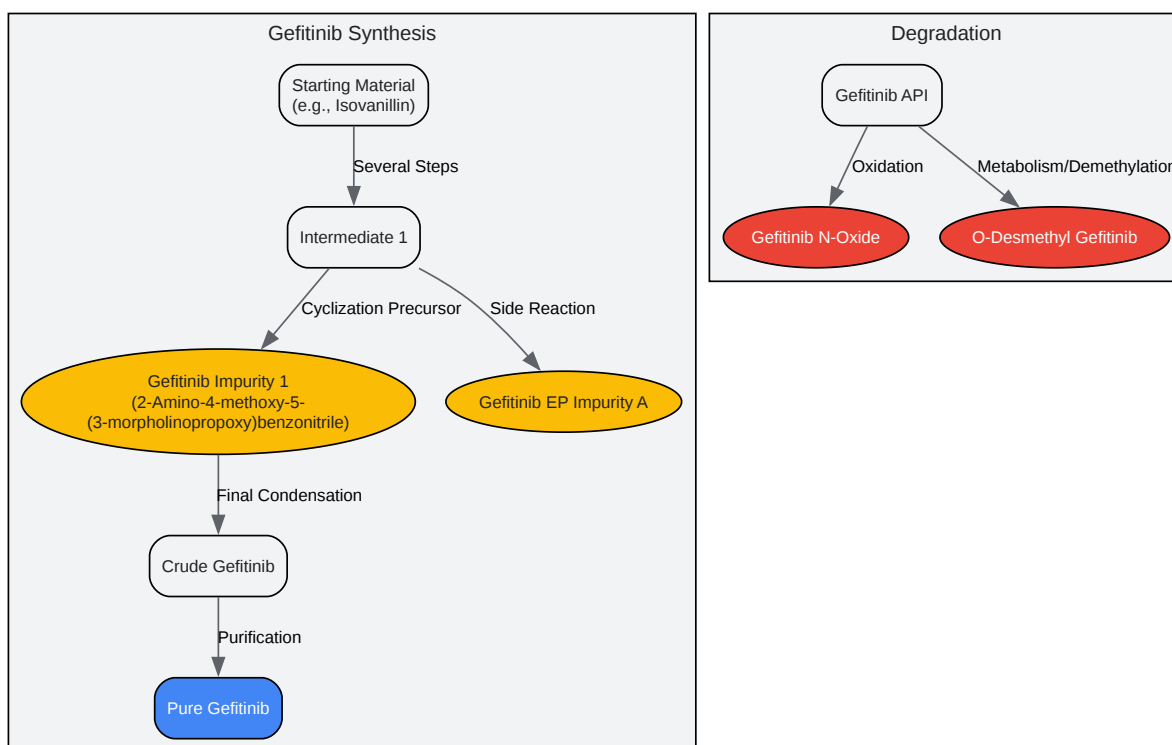 Gefitinib Synthesis
Starting Material
(e.g., Isovanillin)
Several Steps
Intermediate 1
Cyclization Precursor
Side Reaction
Gefitinib Impurity 1
(2-Amino-4-methoxy-5-
(3-morpholinopropoxy)benzonitrile)
Gefitinib EP Impurity A
Final Condensation
Crude Gefitinib
Purification
Pure Gefitinib
Degradation
Gefitinib API
Oxidation
Metabolism/Demethylation
Gefitinib N-Oxide
O-Desmethyl Gefitinib